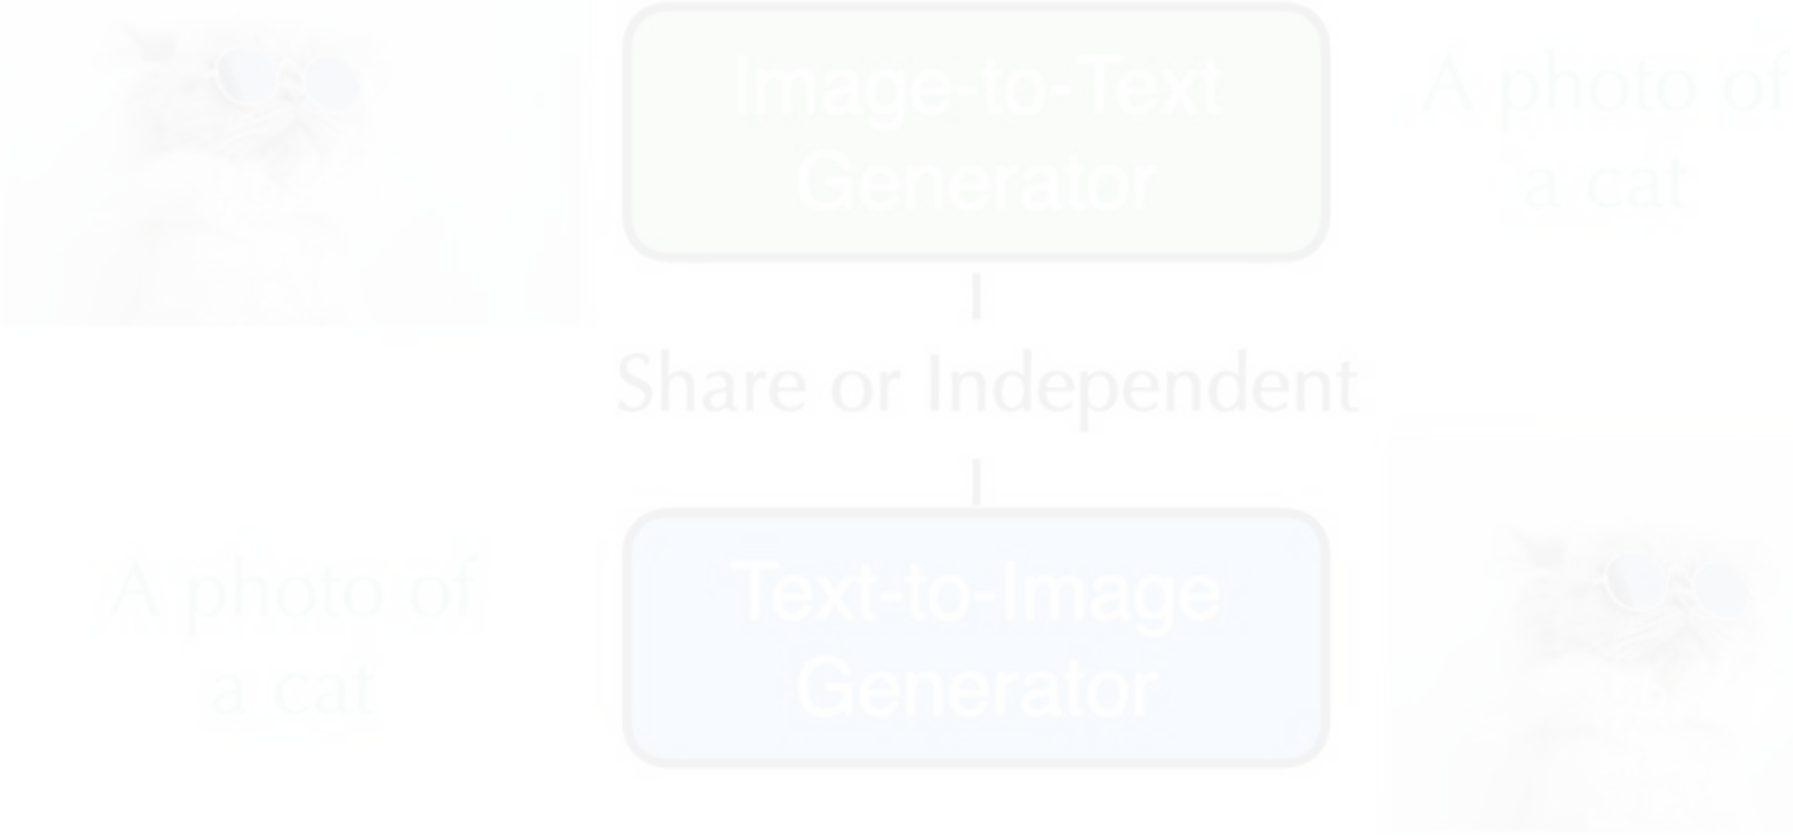 Image-to-Text
Generator
A photo of
a cat
Share or Independent
A photo of
a cat
Text-to-Image
Generator